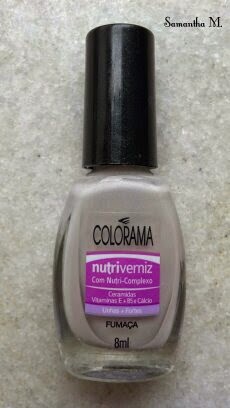 Samantha M.
COLORAMA
nutriverniz
Com Nutri-Complexo
Ceramidas
Vitaminas E + B5 e Cálcio
Unhas + Fortes
FUMAÇA
8ml